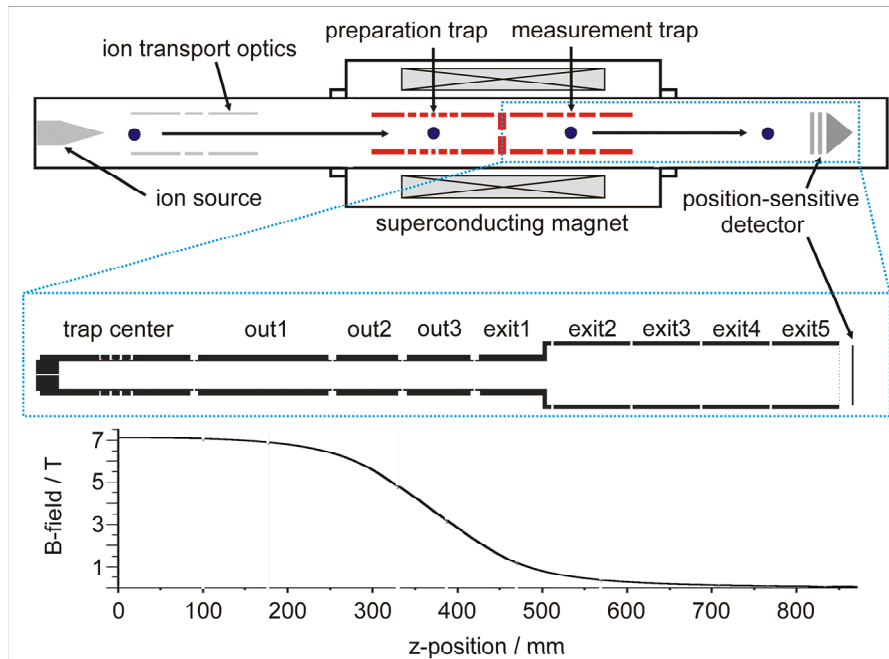 preparation trap
measurement trap
ion transport optics
ion source
superconducting magnet
position-sensitive
detector
trap center
out1
out2
out3
exit1
exit2
exit3
exit4
exit5
B-field / T
7
5
3
1
0
100
200
300
400
500
600
700
800
z-position / mm